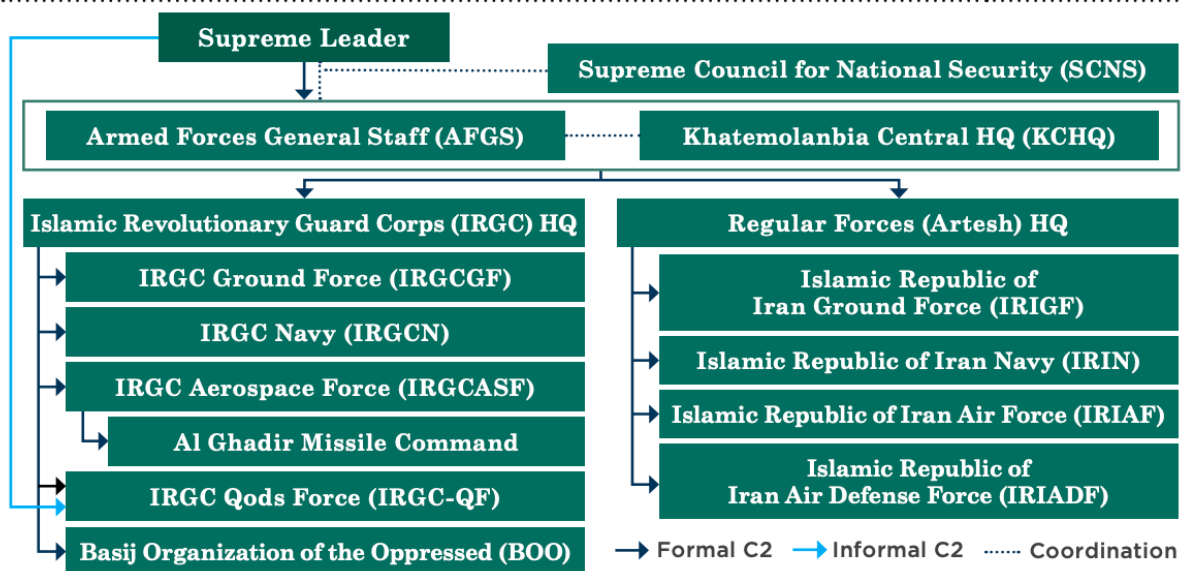 Supreme Leader
Supreme Council for National Security (SCNS)
Armed Forces General Staff (AFGS)
Khatemolanbia Central HQ (KCHQ)
Islamic Revolutionary Guard Corps (IRGC) HQ
IRGC Ground Force (IRGCGF)
IRGC Navy (IRGCN)
IRGC Aerospace Force (IRGCASF)
Al Ghadir Missile Command
IRGC Qods Force (IRGC-QF)
Basij Organization of the Oppressed (BOO)
Regular Forces (Artesh) HQ
Islamic Republic of
Iran Ground Force (IRIGF)
Islamic Republic of Iran Navy (IRIN)
Islamic Republic of Iran Air Force (IRIAF)
Islamic Republic of
Iran Air Defense Force (IRIADF)
Formal C2
Informal C2
Coordination